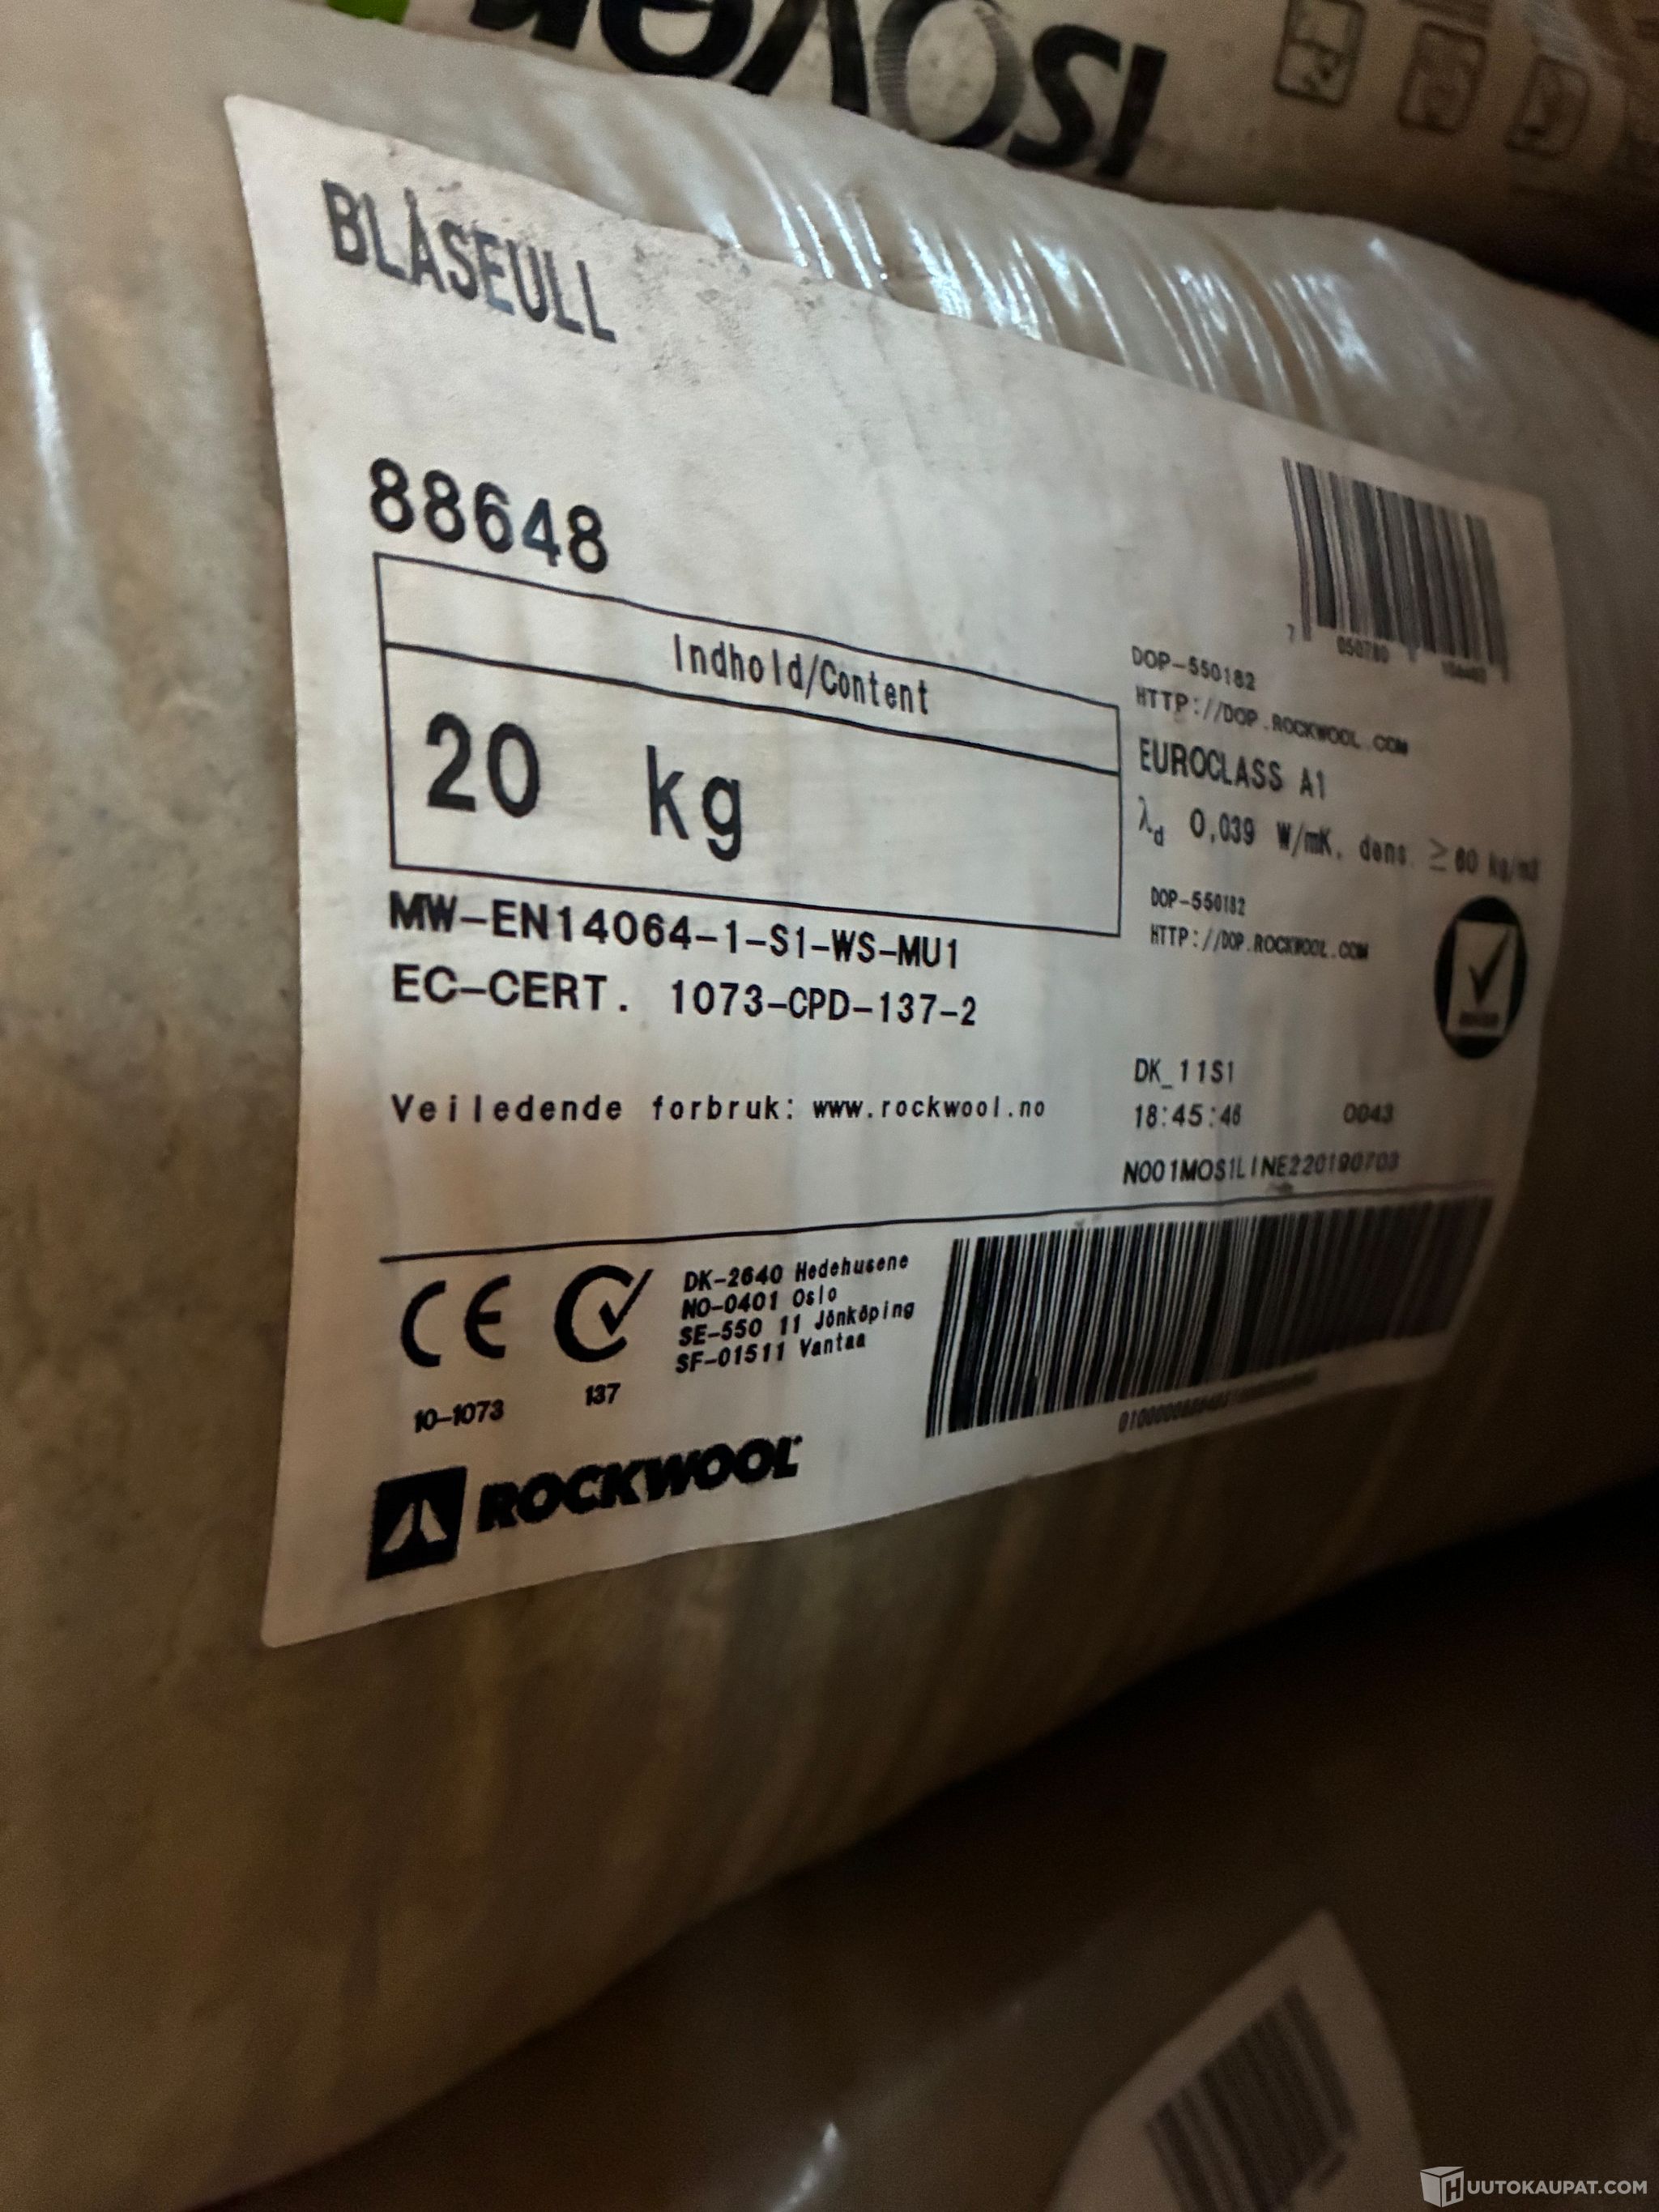 ISOVER
BLÅSEULL
88648
Indhold/Content
20 kg
MW-EN14064-1-S1-WS-MU1
EC-CERT. 1073-CPD-137-2
Veiledende forbruk: www.rockwool.no
7 050780
DOP-550182
HTTP://DOP.ROCKWOOL.COM
EUROCLASS A1
λd 0,039 W/mK, dens. ≥60 kg/m3
DOP-550182
HTTP://DOP.ROCKWOOL.COM
DK_11S1
18:45:46 0043
N001MOS1LINE220190703
CE
10-1073
137
DK-2640 Hedehusene
NO-0401 Oslo
SE-550 11 Jönköping
SF-01511 Vantaa
ROCKWOOL
HUUTOKAUPAT.COM